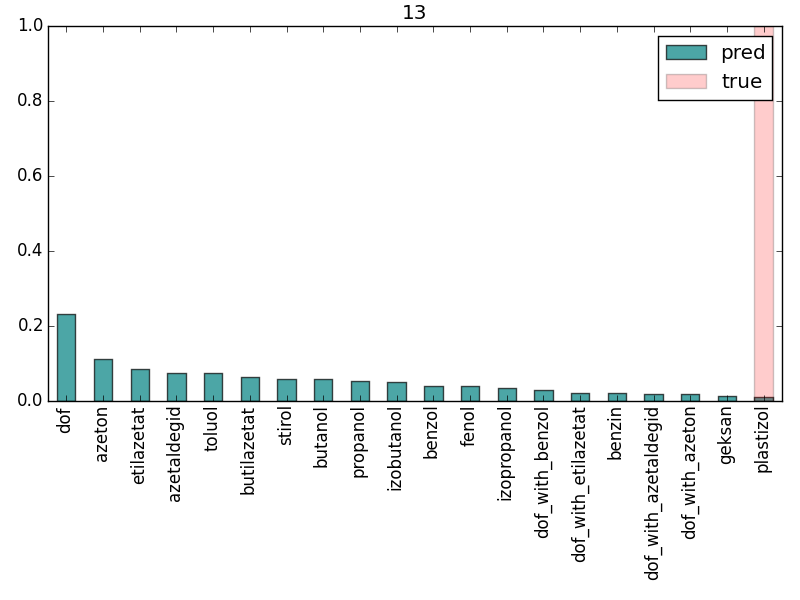 13
1.0
0.8
0.6
0.4
0.2
0.0
pred
true
dof
azeton
etilazetat
azetaldegid
toluol
butilazetat
stirol
butanol
propanol
izobutanol
benzol
fenol
izopropanol
dof_with_benzol
dof_with_etilazetat
benzin
dof_with_azetaldegid
dof_with_azeton
geksan
plastizol